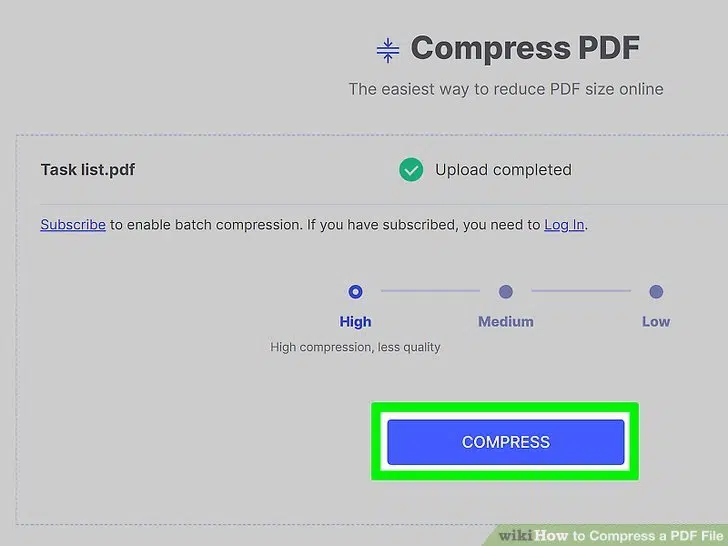 Compress PDF
The easiest way to reduce PDF size online
Task list.pdf
Upload completed
Subscribe to enable batch compression. If you have subscribed, you need to Log In.
High
Medium
Low
High compression, less quality
COMPRESS
wikiHow to Compress a PDF File